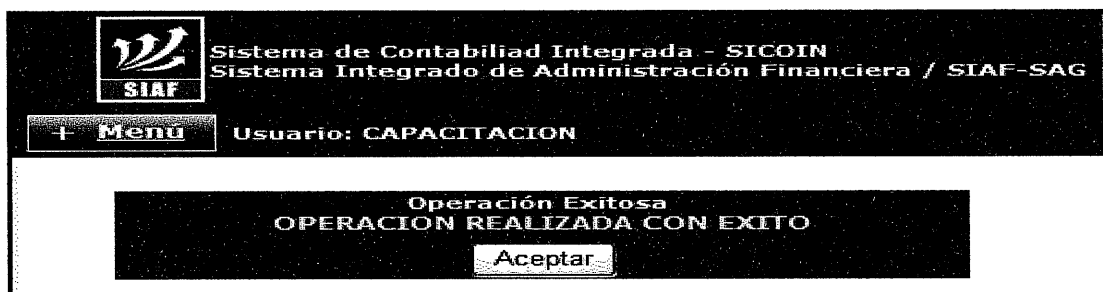 SIAF
Sistema de Contabiliad Integrada - SICOIN
Sistema Integrado de Administración Financiera / SIAF-SAG
+ Menú
Usuario: CAPACITACION
Operación Exitosa
OPERACION REALIZADA CON EXITO
Aceptar